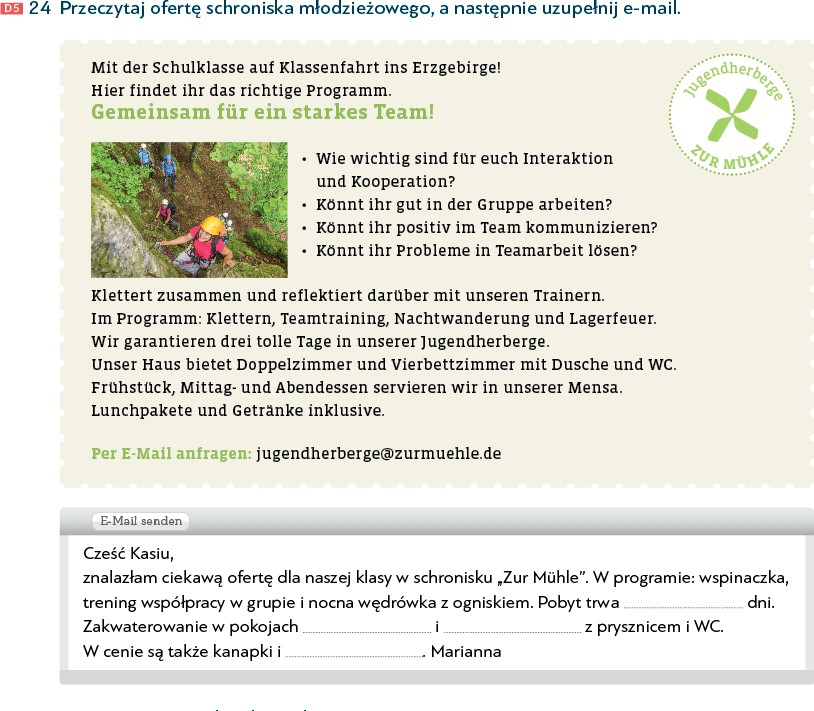 D5 24 Przeczytaj ofertę schroniska młodzieżowego, a następnie uzupełnij e-mail.
Mit der Schulklasse auf Klassenfahrt ins Erzgebirge!
Hier findet ihr das richtige Programm.
Gemeinsam für ein starkes Team!
Jugendherberge
ZUR MÜHLE
• Wie wichtig sind für euch Interaktion
und Kooperation?
• Könnt ihr gut in der Gruppe arbeiten?
• Könnt ihr positiv im Team kommunizieren?
• Könnt ihr Probleme in Teamarbeit lösen?
Klettert zusammen und reflektiert darüber mit unseren Trainern.
Im Programm: Klettern, Teamtraining, Nachtwanderung und Lagerfeuer.
Wir garantieren drei tolle Tage in unserer Jugendherberge.
Unser Haus bietet Doppelzimmer und Vierbettzimmer mit Dusche und WC.
Frühstück, Mittag- und Abendessen servieren wir in unserer Mensa.
Lunchpakete und Getränke inklusive.
Per E-Mail anfragen: jugendherberge@zurmuehle.de
E-Mail senden
Cześć Kasiu,
znalazłam ciekawą ofertę dla naszej klasy w schronisku „Zur Mühle”. W programie: wspinaczka,
trening współpracy w grupie i nocna wędrówka z ogniskiem. Pobyt trwa ............ dni.
Zakwaterowanie w pokojach ............ i ............ z prysznicem i WC.
W cenie są także kanapki i ............. Marianna